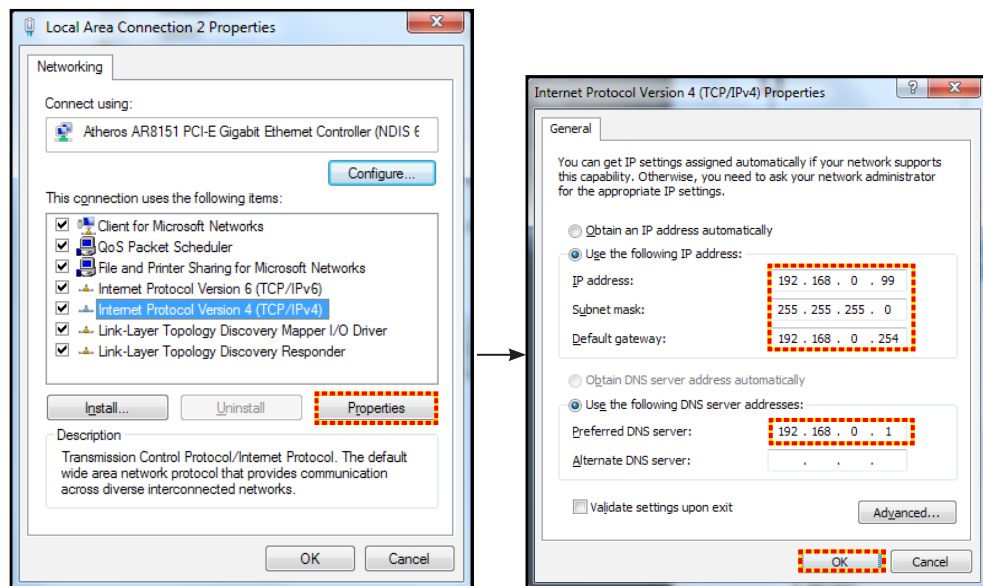 Local Area Connection 2 Properties
Networking
Connect using:
Atheros AR8151 PCI-E Gigabit Ethernet Controller (NDIS 6
Configure...
This connection uses the following items:
Client for Microsoft Networks
QoS Packet Scheduler
File and Printer Sharing for Microsoft Networks
Internet Protocol Version 6 (TCP/IPv6)
Internet Protocol Version 4 (TCP/IPv4)
Link-Layer Topology Discovery Mapper I/O Driver
Link-Layer Topology Discovery Responder
Install...
Uninstall
Properties
Description
Transmission Control Protocol/Internet Protocol. The default
wide area network protocol that provides communication
across diverse interconnected networks.
OK
Cancel
Internet Protocol Version 4 (TCP/IPv4) Properties
General
You can get IP settings assigned automatically if your network supports
this capability. Otherwise, you need to ask your network administrator
for the appropriate IP settings.
Obtain an IP address automatically
Use the following IP address:
IP address: 192 . 168 . 0 . 99
Subnet mask: 255 . 255 . 255 . 0
Default gateway: 192 . 168 . 0 . 254
Obtain DNS server address automatically
Use the following DNS server addresses:
Preferred DNS server: 192 . 168 . 0 . 1
Alternate DNS server: . . .
Validate settings upon exit
Advanced...
OK
Cancel